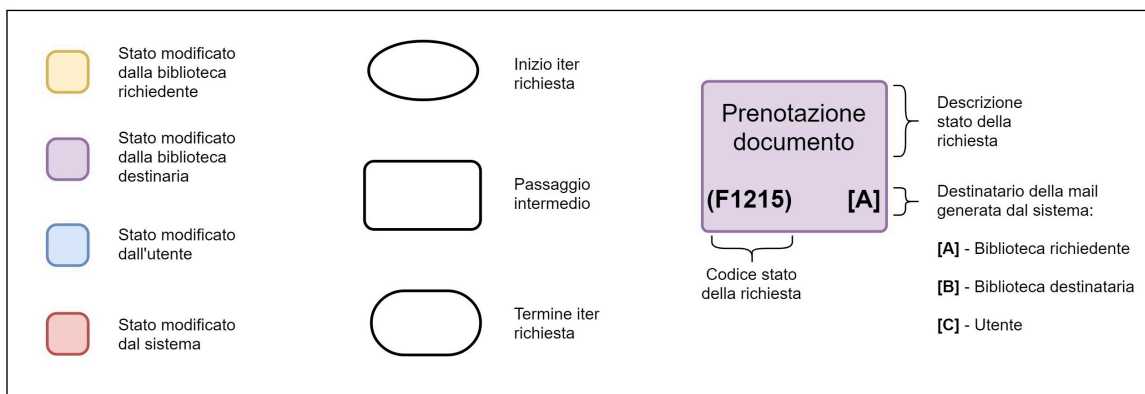 Stato modificato
dalla biblioteca
richiedente
Stato modificato
dalla biblioteca
destinaria
Stato modificato
dall'utente
Stato modificato
dal sistema
Inizio iter
richiesta
Passaggio
intermedio
Termine iter
richiesta
Prenotazione
documento
(F1215) [A]
Codice stato
della richiesta
Descrizione
stato della
richiesta
Destinatario della mail
generata dal sistema:
[A] - Biblioteca richiedente
[B] - Biblioteca destinataria
[C] - Utente